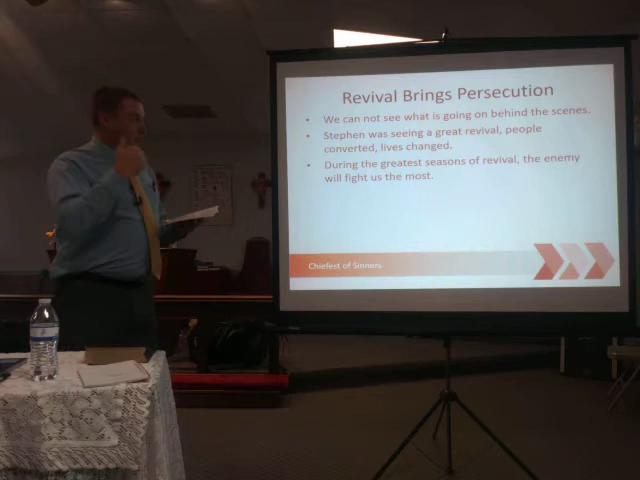 Revival Brings Persecution
• We can not see what is going on behind the scenes.
• Stephen was seeing a great revival, people
converted, lives changed.
• During the greatest seasons of revival, the enemy
will fight us the most.
Chiefest of Sinners